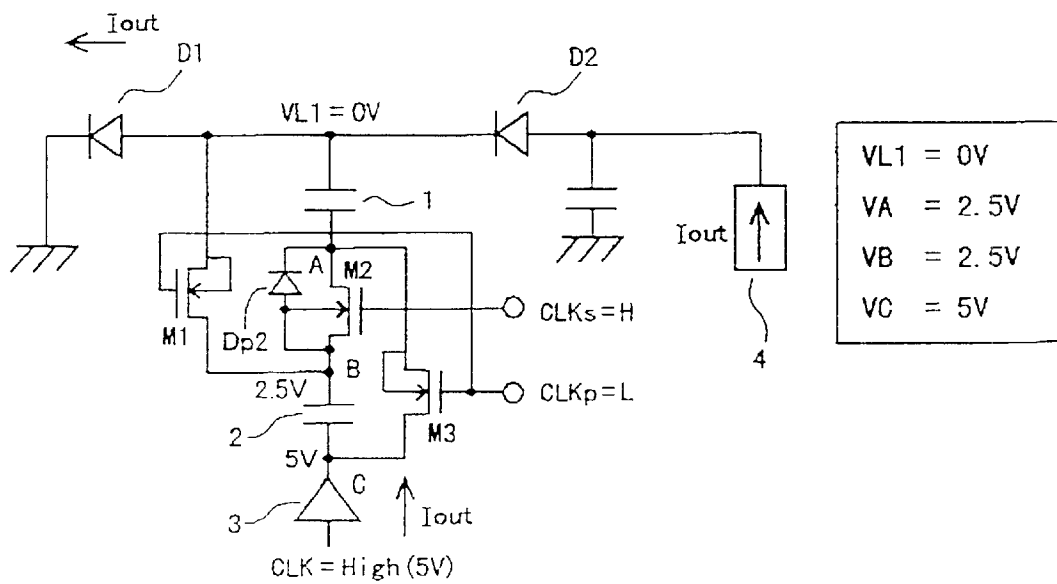 Iout
D1
D2
VL1=0V
1
VL1 = 0V
VA = 2.5V
VB = 2.5V
VC = 5V
Iout
A
M2
M1
Dp2
CLKs=H
4
B
2.5V
CLKp=L
2
M3
5V
C
3
Iout
CLK=High(5V)